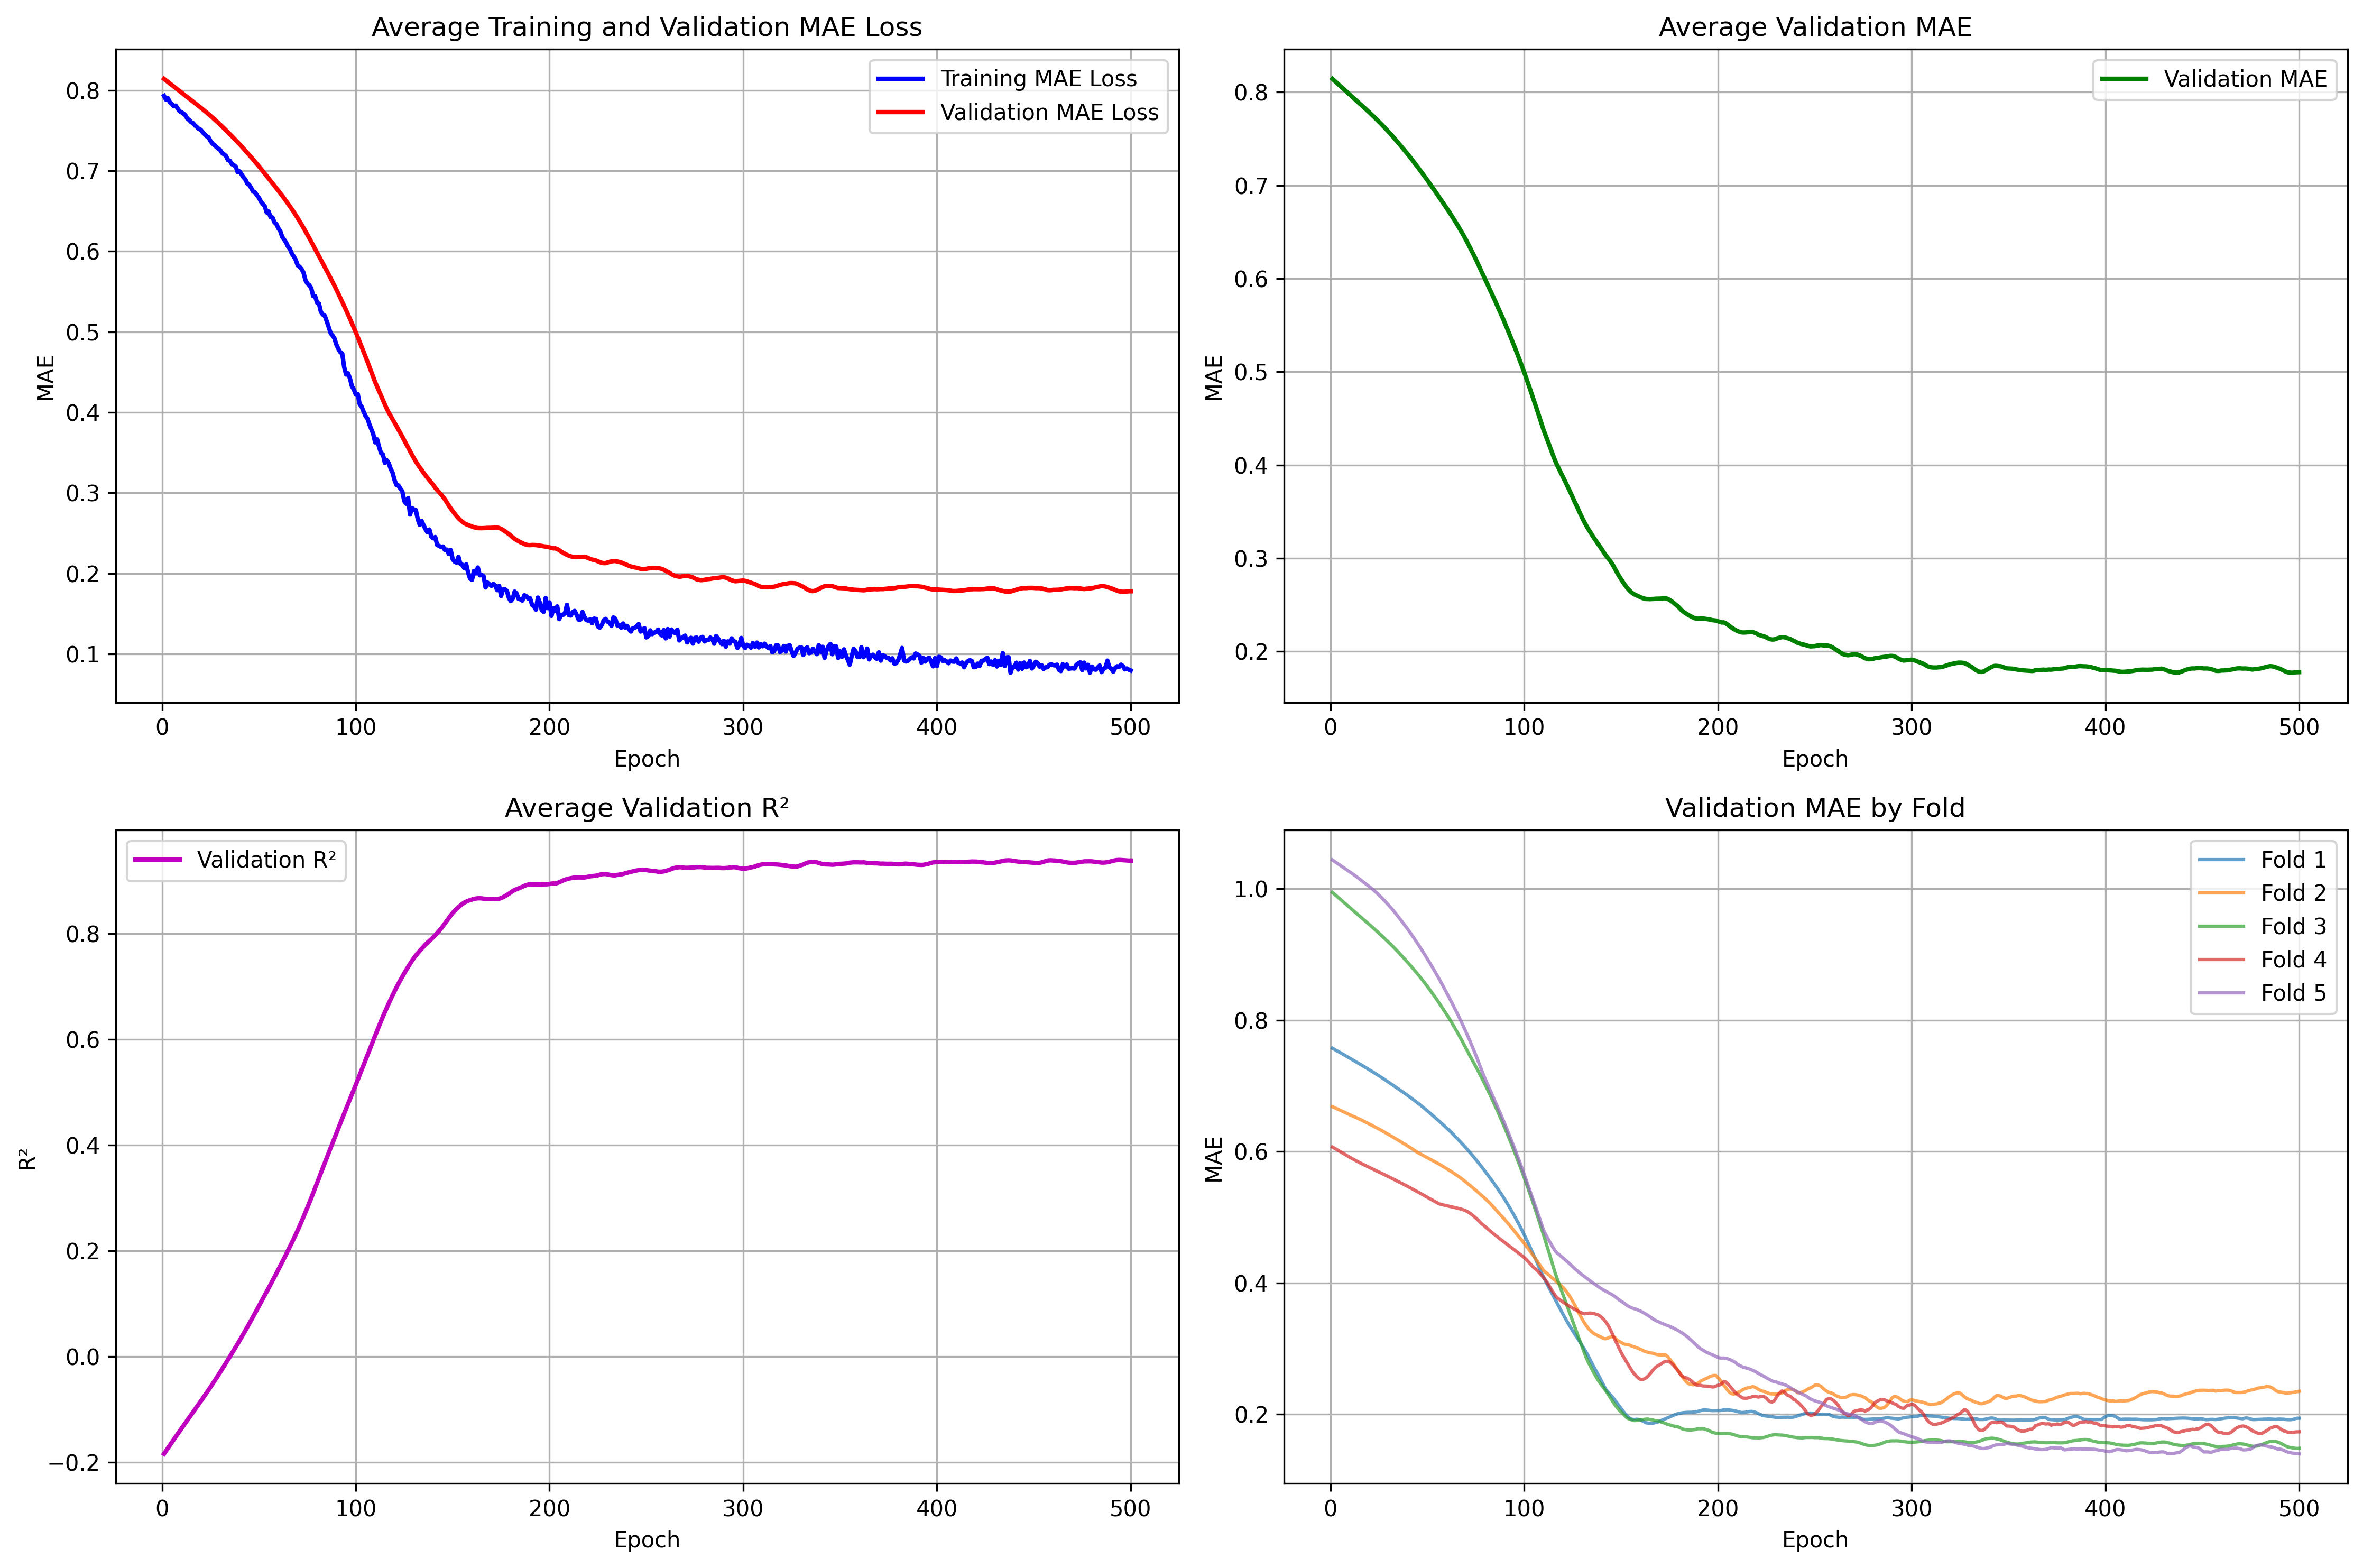 Average Training and Validation MAE Loss
Training MAE Loss
Validation MAE Loss
0.8
0.7
0.6
0.5
0.4
0.3
0.2
0.1
MAE
0 100 200 300 400 500
Epoch
Average Validation MAE
Validation MAE
0.8
0.7
0.6
0.5
0.4
0.3
0.2
MAE
0 100 200 300 400 500
Epoch
Average Validation R²
Validation R²
0.8
0.6
0.4
0.2
0.0
−0.2
R²
0 100 200 300 400 500
Epoch
Validation MAE by Fold
Fold 1
Fold 2
Fold 3
Fold 4
Fold 5
1.0
0.8
0.6
0.4
0.2
MAE
0 100 200 300 400 500
Epoch